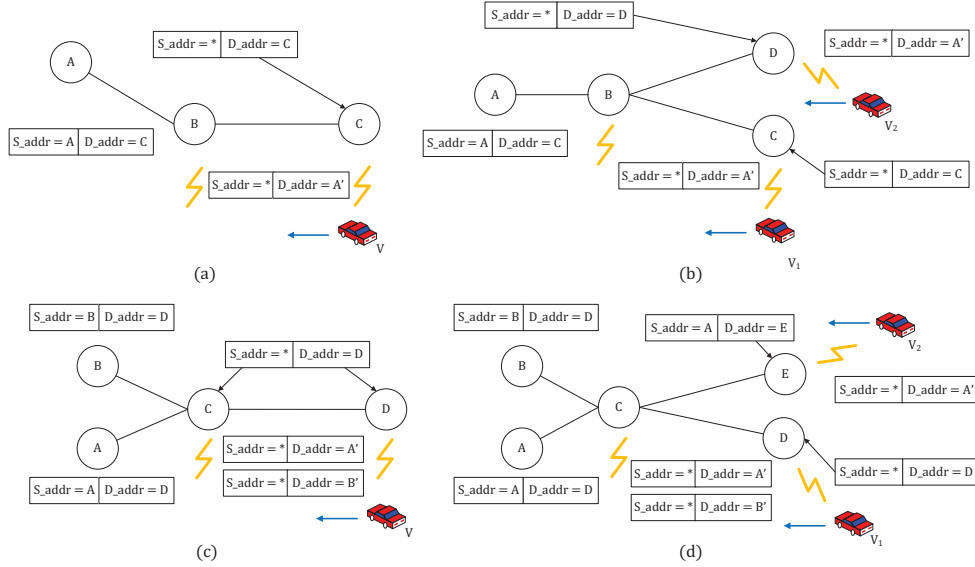 S_addr = * D_addr = C
A
B
C
S_addr = A D_addr = C
S_addr = * D_addr = A'
V
(a)
S_addr = * D_addr = D
D
S_addr = * D_addr = A'
A
B
V2
C
S_addr = A D_addr = C
S_addr = * D_addr = A'
S_addr = * D_addr = C
V1
(b)
S_addr = B D_addr = D
B
S_addr = * D_addr = D
C
D
A
S_addr = * D_addr = A'
S_addr = A D_addr = D
S_addr = * D_addr = B'
V
(c)
S_addr = B D_addr = D
S_addr = A D_addr = E
V2
B
E
S_addr = * D_addr = A'
C
D
A
S_addr = * D_addr = A'
S_addr = * D_addr = D
S_addr = A D_addr = D
S_addr = * D_addr = B'
V1
(d)